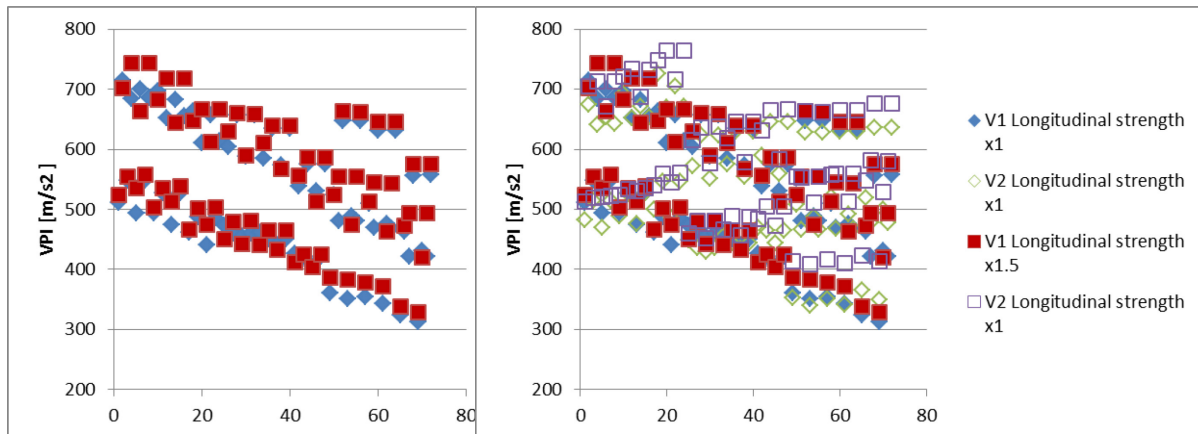 800
700
600
500
400
300
200
VPI [m/s2]
0 20 40 60 80
800
700
600
500
400
300
200
VPI [m/s2]
0 20 40 60 80
V1 Longitudinal strength
x1
V2 Longitudinal strength
x1
V1 Longitudinal strength
x1.5
V2 Longitudinal strength
x1